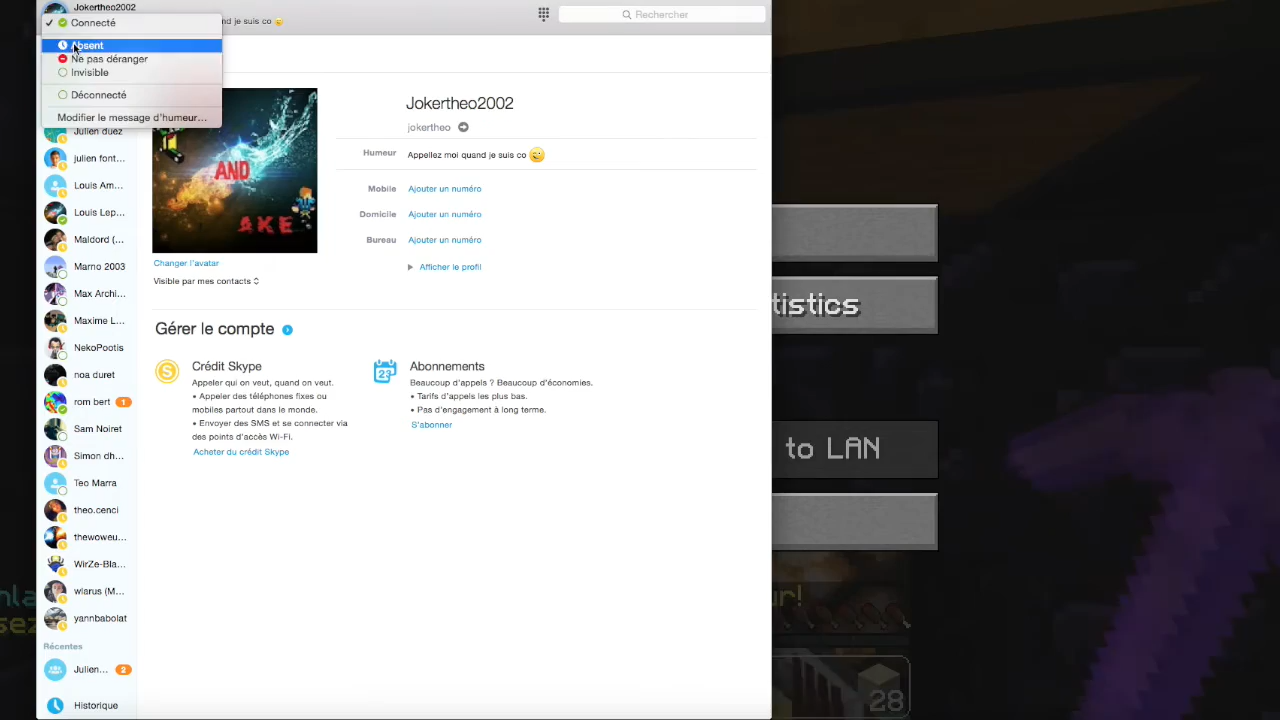 Jokertheo2002
Connecté
nd je suis co
Rechercher
Absent
Ne pas déranger
Invisible
Déconnecté
Modifier le message d'humeur...
Julien duez
julien font...
Louis Am...
Louis Lep...
Maldord (...
Marno 2003
Max Archi...
Maxime L...
NekoPootis
noa duret
rom bert 1
Sam Noiret
Simon dh...
Teo Marra
theo.cenci
thewoweu...
WirZe-Bla...
wlarus (M...
yannbabolat
Récentes
Julien... 2
Historique
AND
AKE
Changer l'avatar
Visible par mes contacts
Jokertheo2002
jokertheo
Humeur Appellez moi quand je suis co
Mobile Ajouter un numéro
Domicile Ajouter un numéro
Bureau Ajouter un numéro
Afficher le profil
Gérer le compte
Crédit Skype
Appeler qui on veut, quand on veut.
• Appeler des téléphones fixes ou
mobiles partout dans le monde.
• Envoyer des SMS et se connecter via
des points d'accès Wi-Fi.
Acheter du crédit Skype
23
Abonnements
Beaucoup d'appels ? Beaucoup d'économies.
• Tarifs d'appels les plus bas.
• Pas d'engagement à long terme.
S'abonner
tistics
to LAN
ur!
28